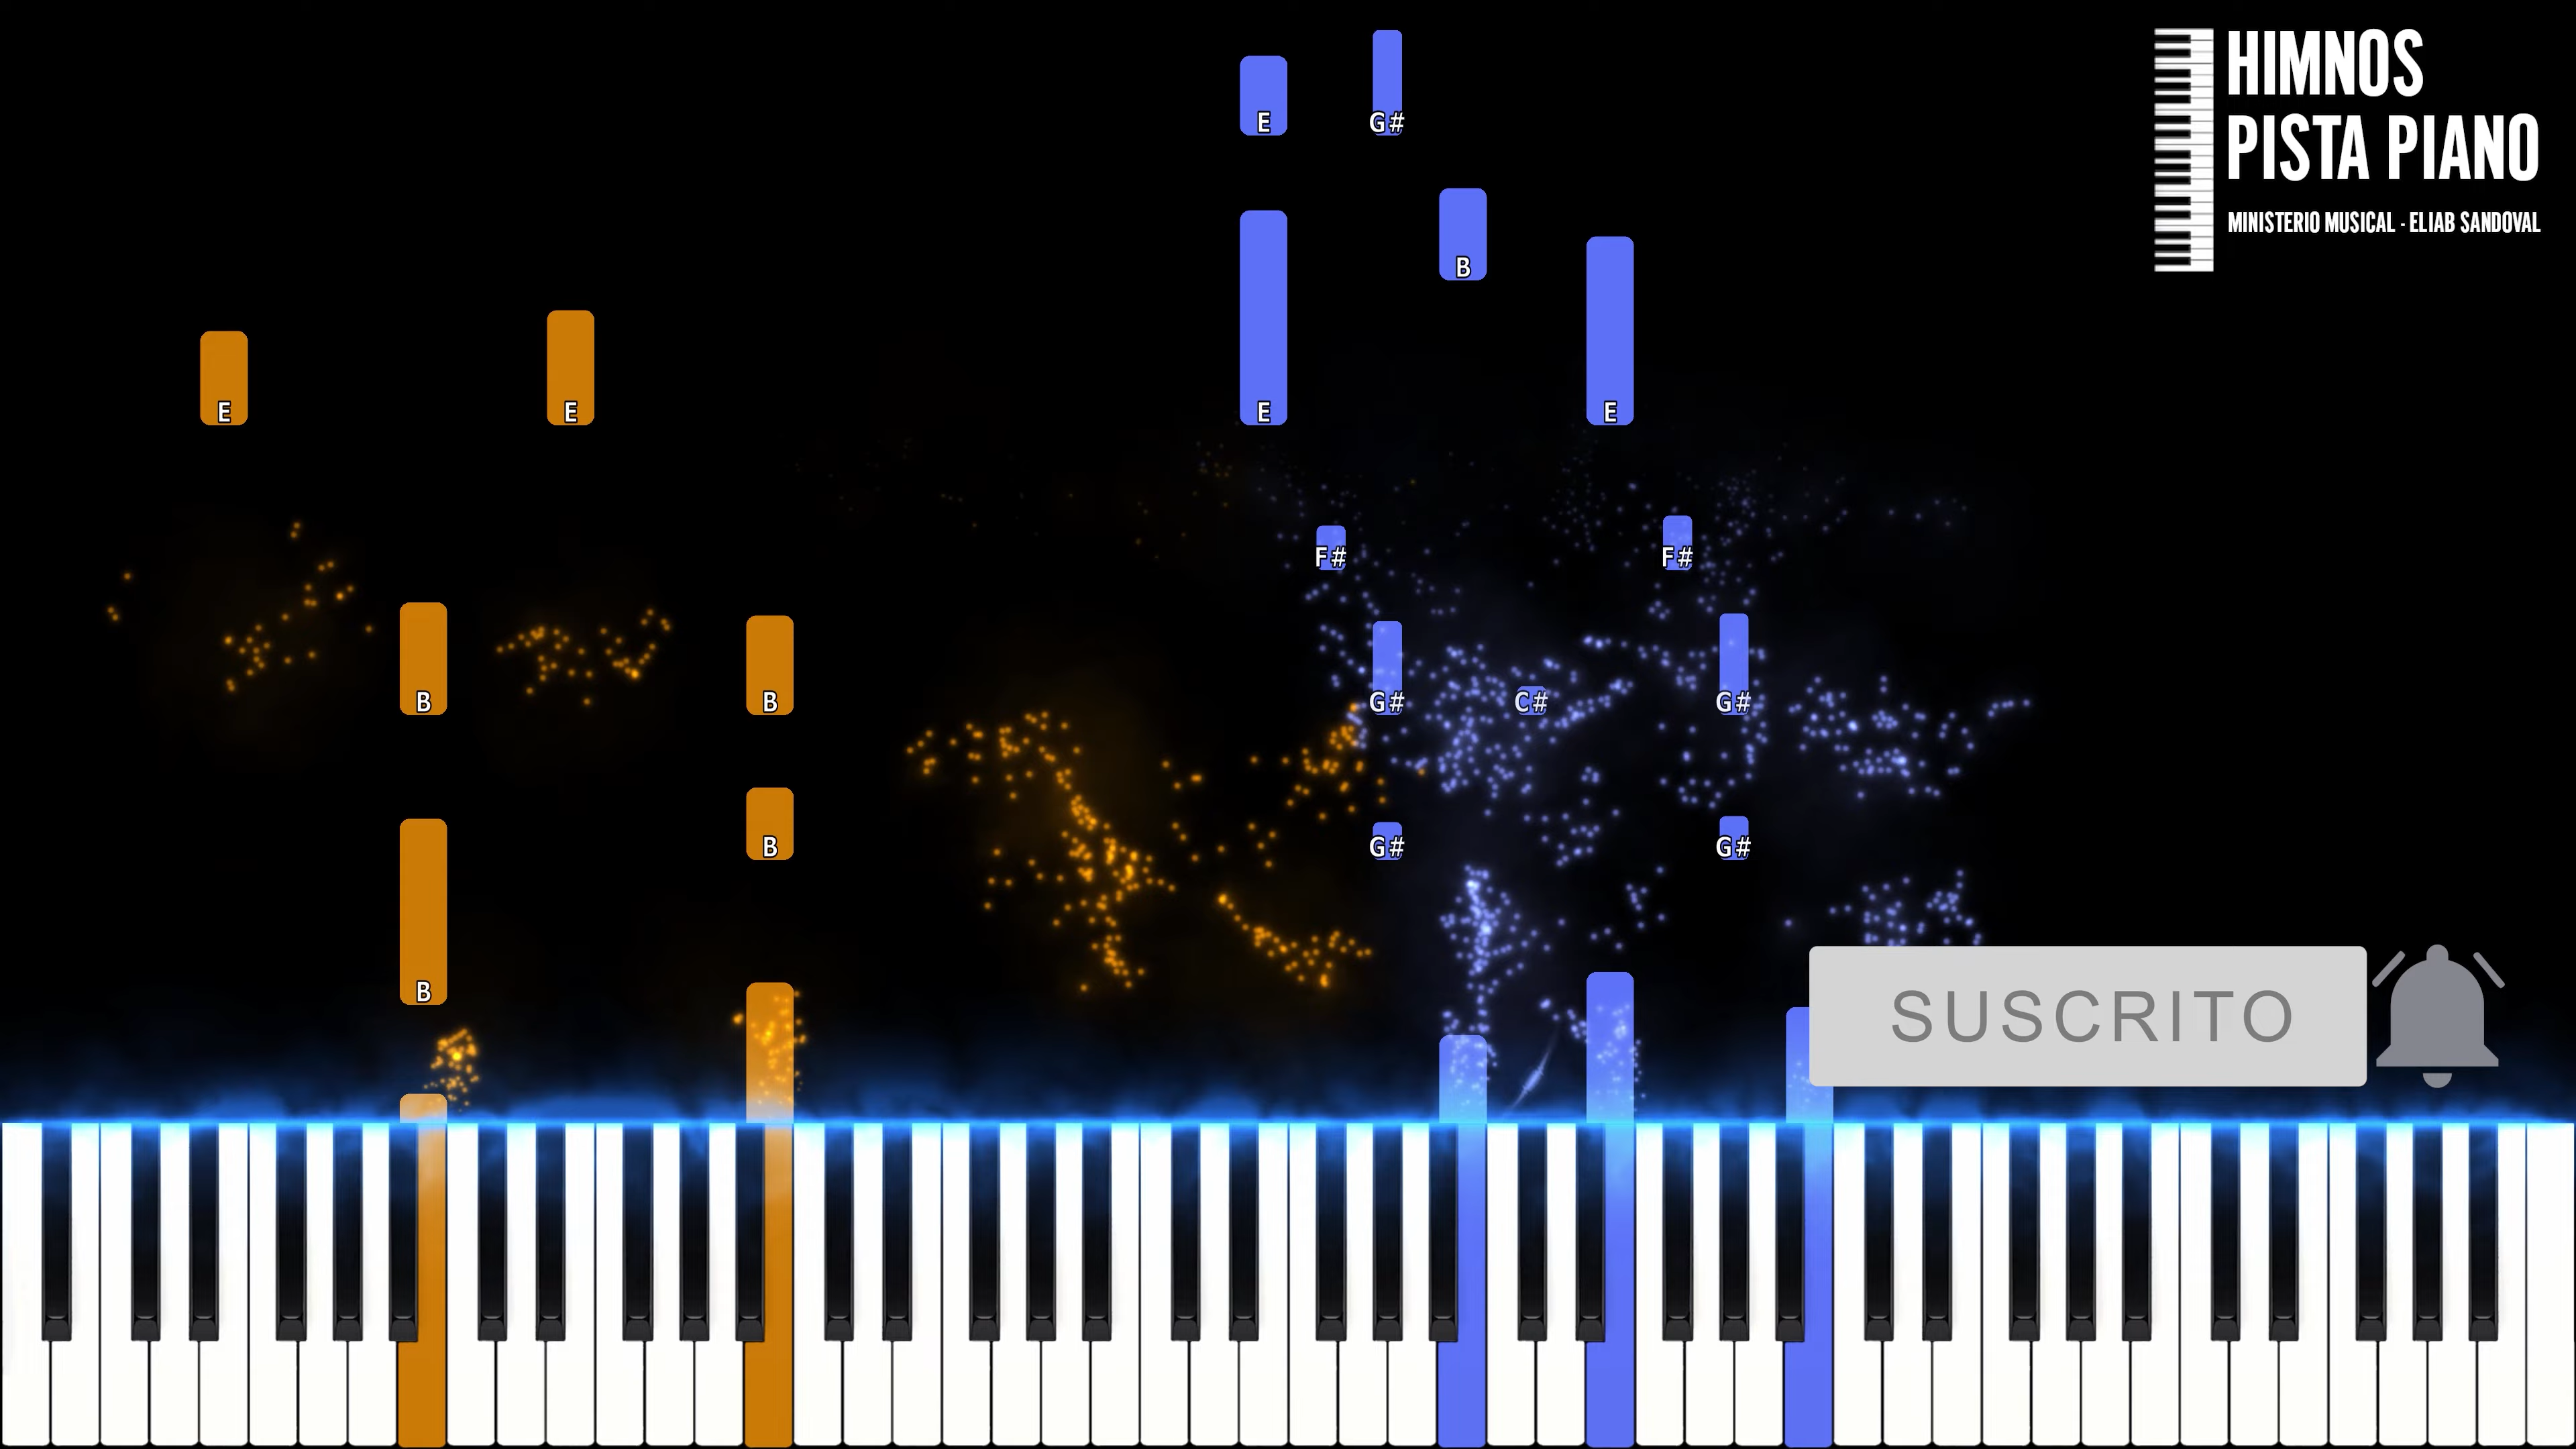 HIMNOS
PISTA PIANO
MINISTERIO MUSICAL - ELIAB SANDOVAL
E G#
B
E E E E
F# F#
B B G# C# G#
B G# G#
B
SUSCRITO